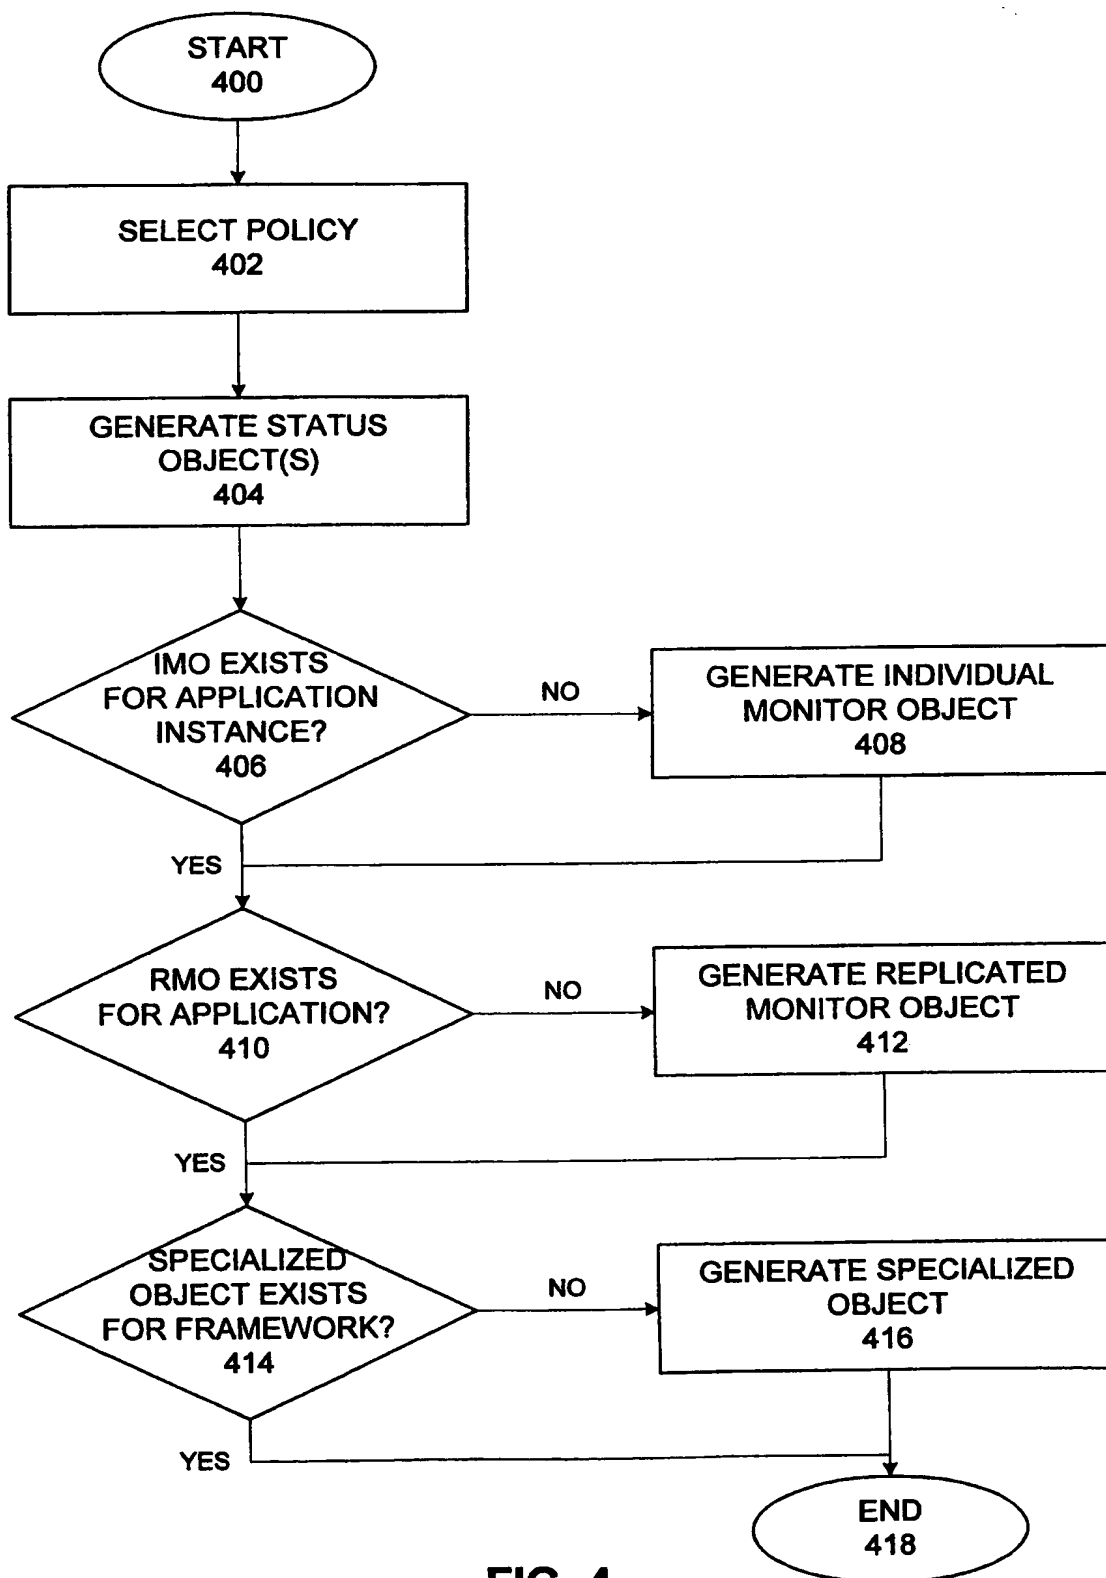 START
400
SELECT POLICY
402
GENERATE STATUS
OBJECT(S)
404
IMO EXISTS
FOR APPLICATION
INSTANCE?
406
NO
GENERATE INDIVIDUAL
MONITOR OBJECT
408
YES
RMO EXISTS
FOR APPLICATION?
410
NO
GENERATE REPLICATED
MONITOR OBJECT
412
YES
SPECIALIZED
OBJECT EXISTS
FOR FRAMEWORK?
414
NO
GENERATE SPECIALIZED
OBJECT
416
YES
END
418
FIG. 4